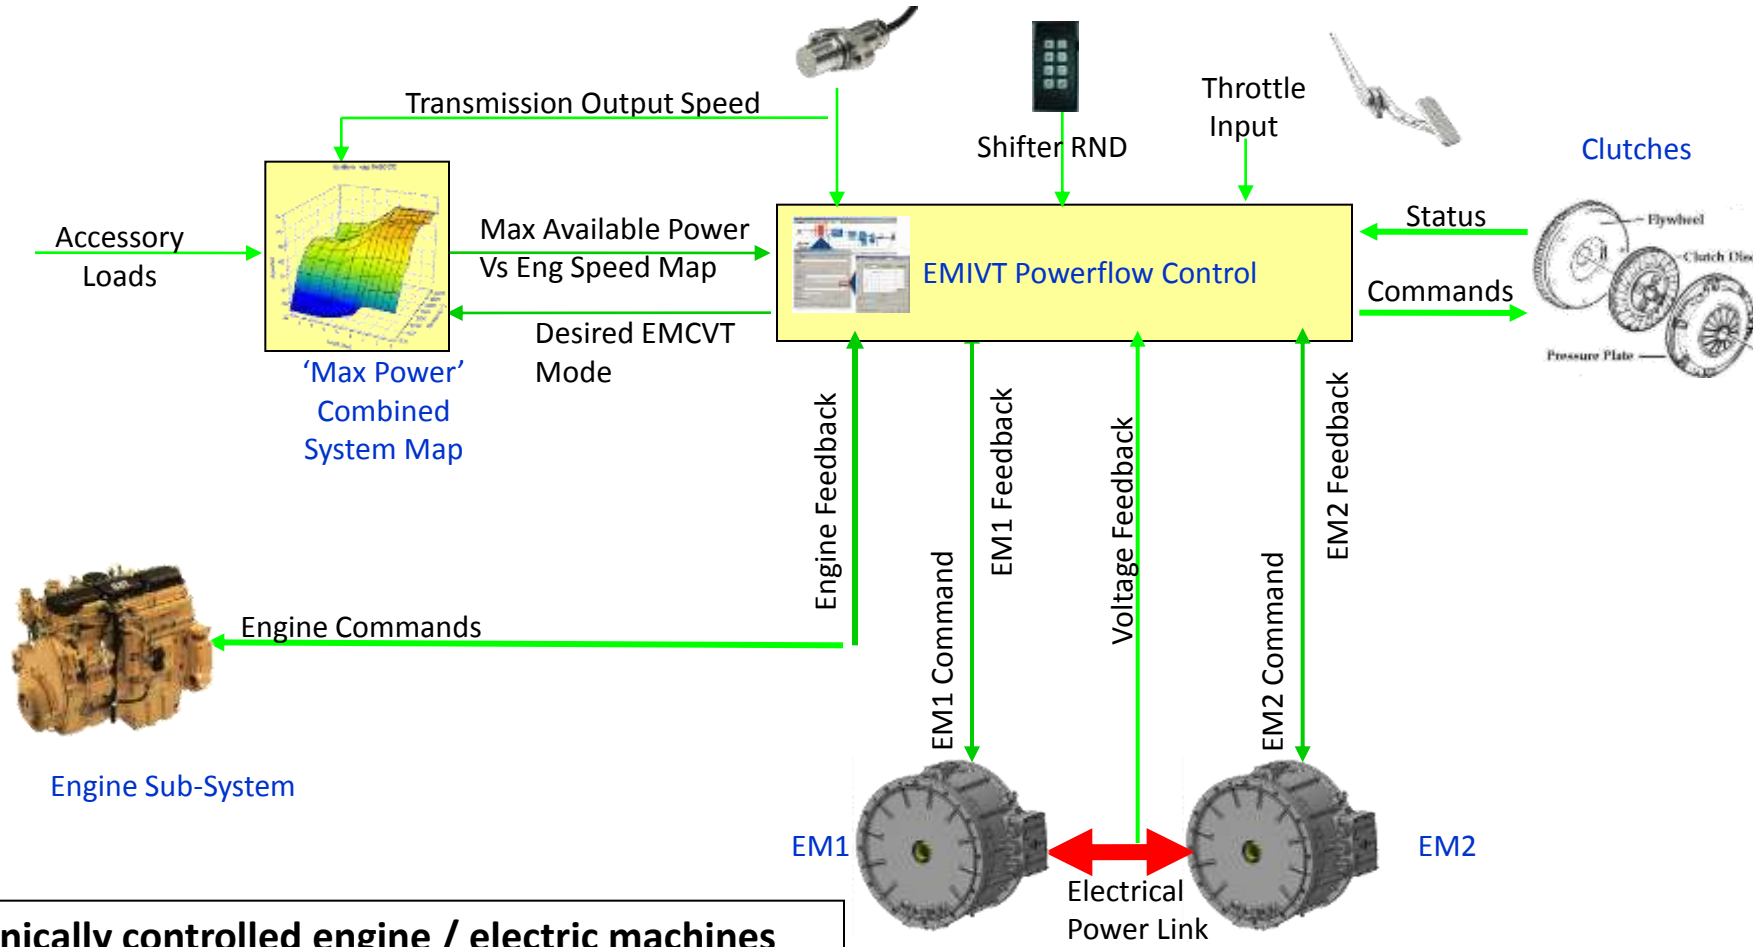 Transmission Output Speed
Shifter RND
Throttle
Input
Clutches
Accessory
Loads
Max Available Power
Vs Eng Speed Map
EMIVT Powerflow Control
Status
Commands
Flywheel
Clutch Disc
Pressure Plate
Desired EMCVT
Mode
'Max Power'
Combined
System Map
Engine Feedback
EM1 Feedback
EM1 Command
Voltage Feedback
EM2 Feedback
EM2 Command
Engine Commands
Engine Sub-System
EM1
EM2
Electrical
Power Link
nically controlled engine / electric machines